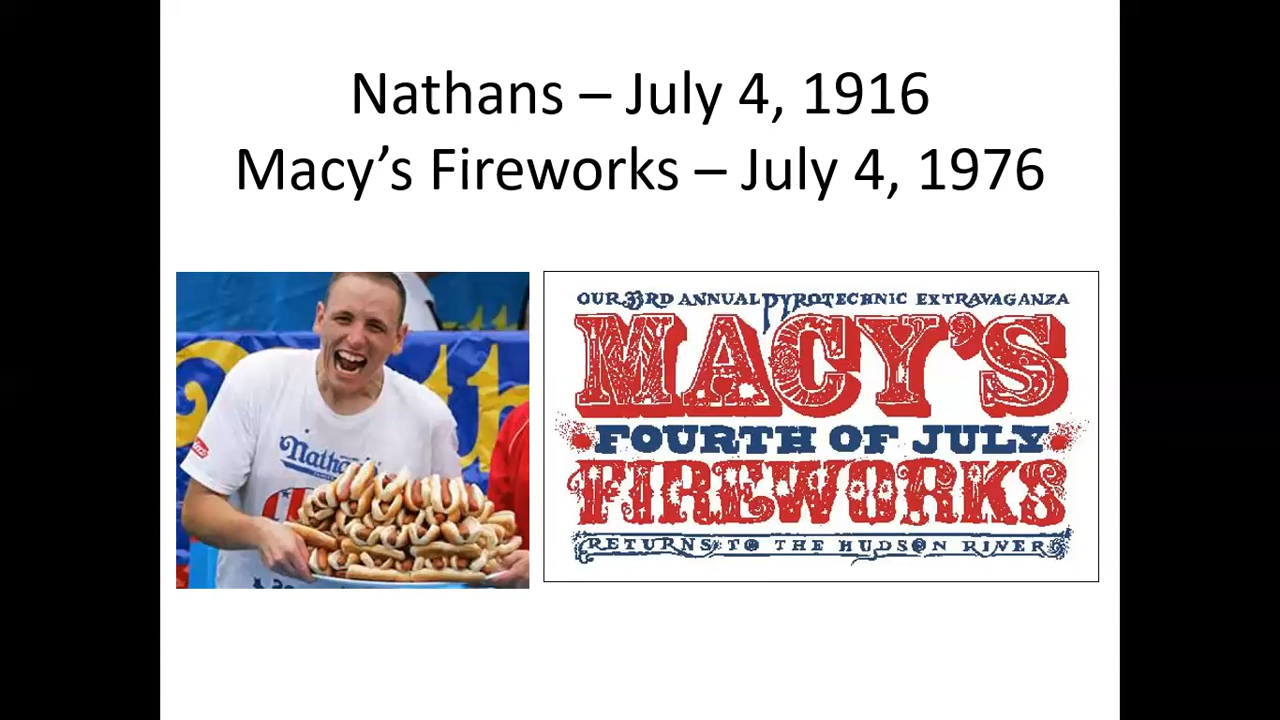 Nathans – July 4, 1916
Macy’s Fireworks – July 4, 1976
Nathan's
OUR 33RD ANNUAL PYROTECHNIC EXTRAVAGANZA
MACY'S
FOURTH OF JULY
FIREWORKS
RETURNS TO THE HUDSON RIVER